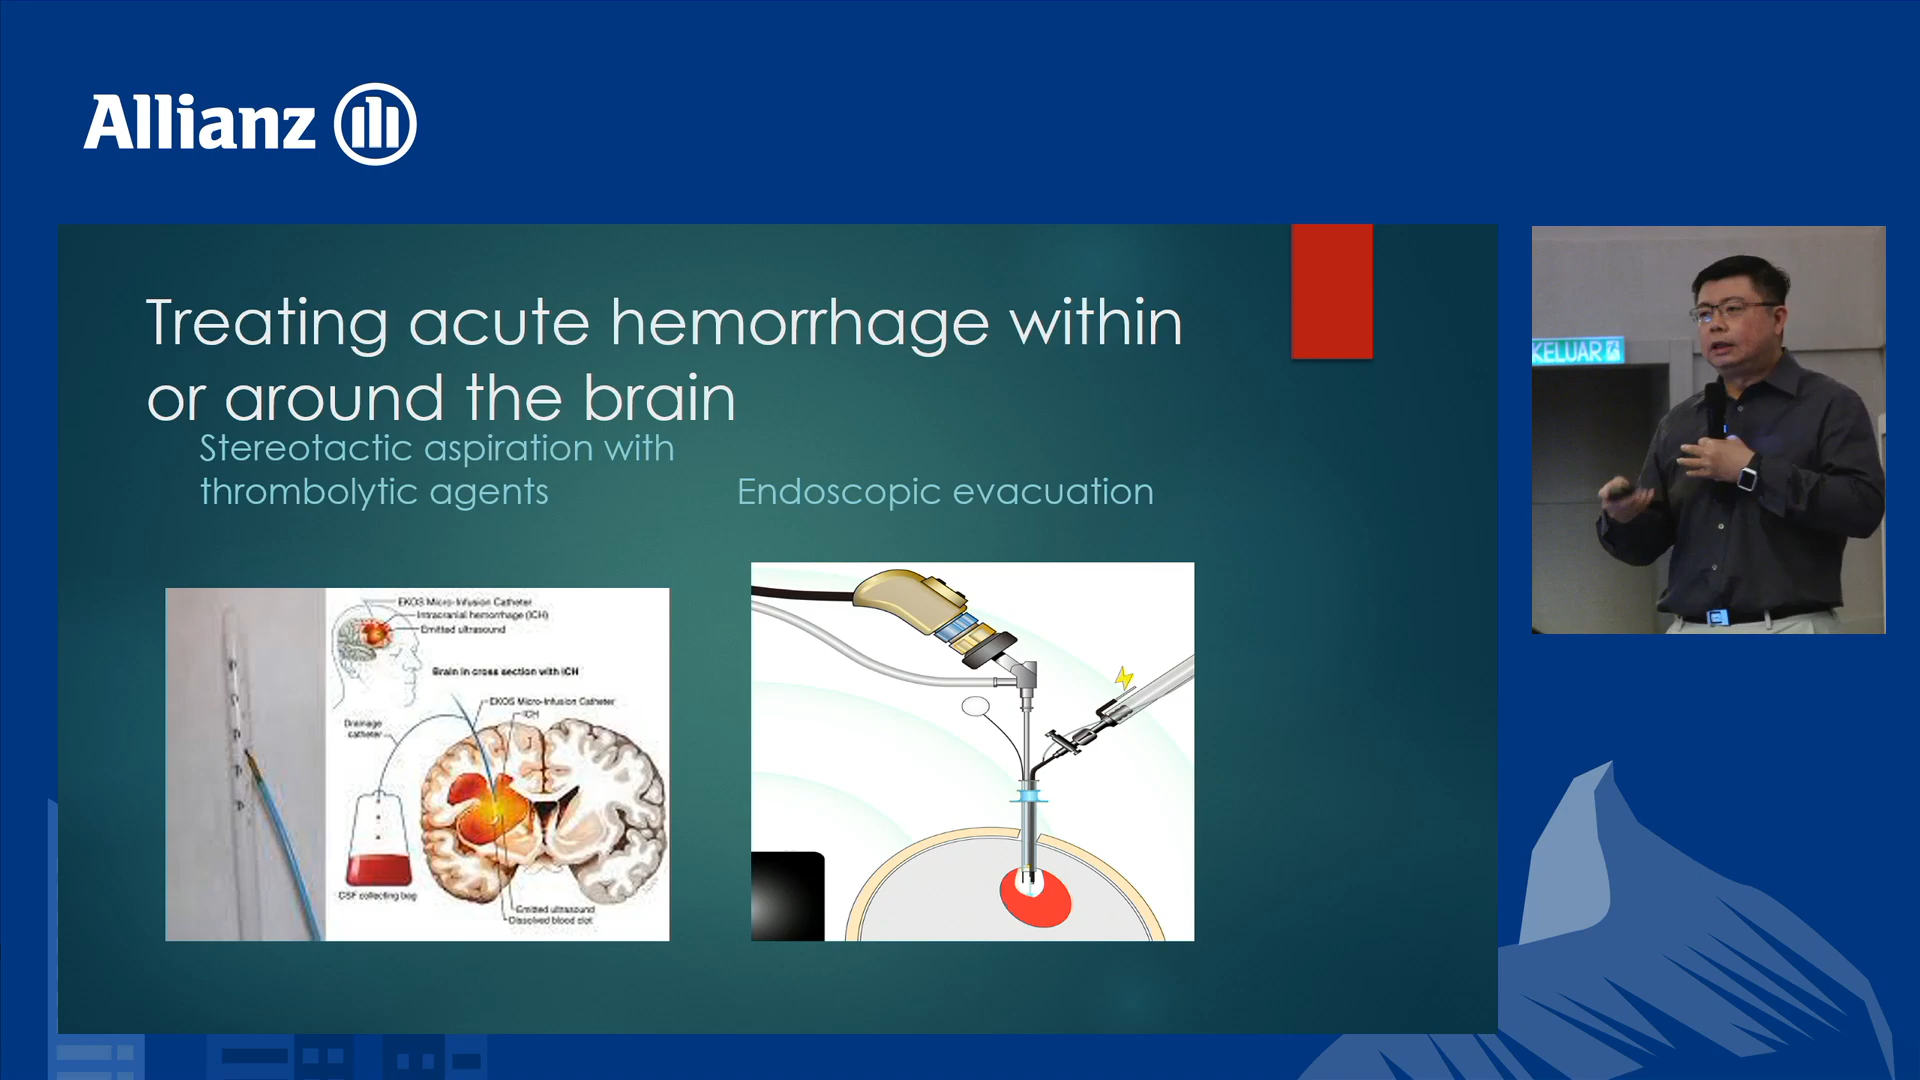 Allianz
Treating acute hemorrhage within
or around the brain
Stereotactic aspiration with
thrombolytic agents
Endoscopic evacuation
EKOS Micro-Infusion Catheter
Intracranial hemorrhage (ICH)
Emitted ultrasound
Brain in cross section with ICH
EKOS Micro-Infusion Catheter
ICH
Drainage
catheter
CSF collecting bag
Emitted ultrasound
Dissolved blood clot
KELUAR